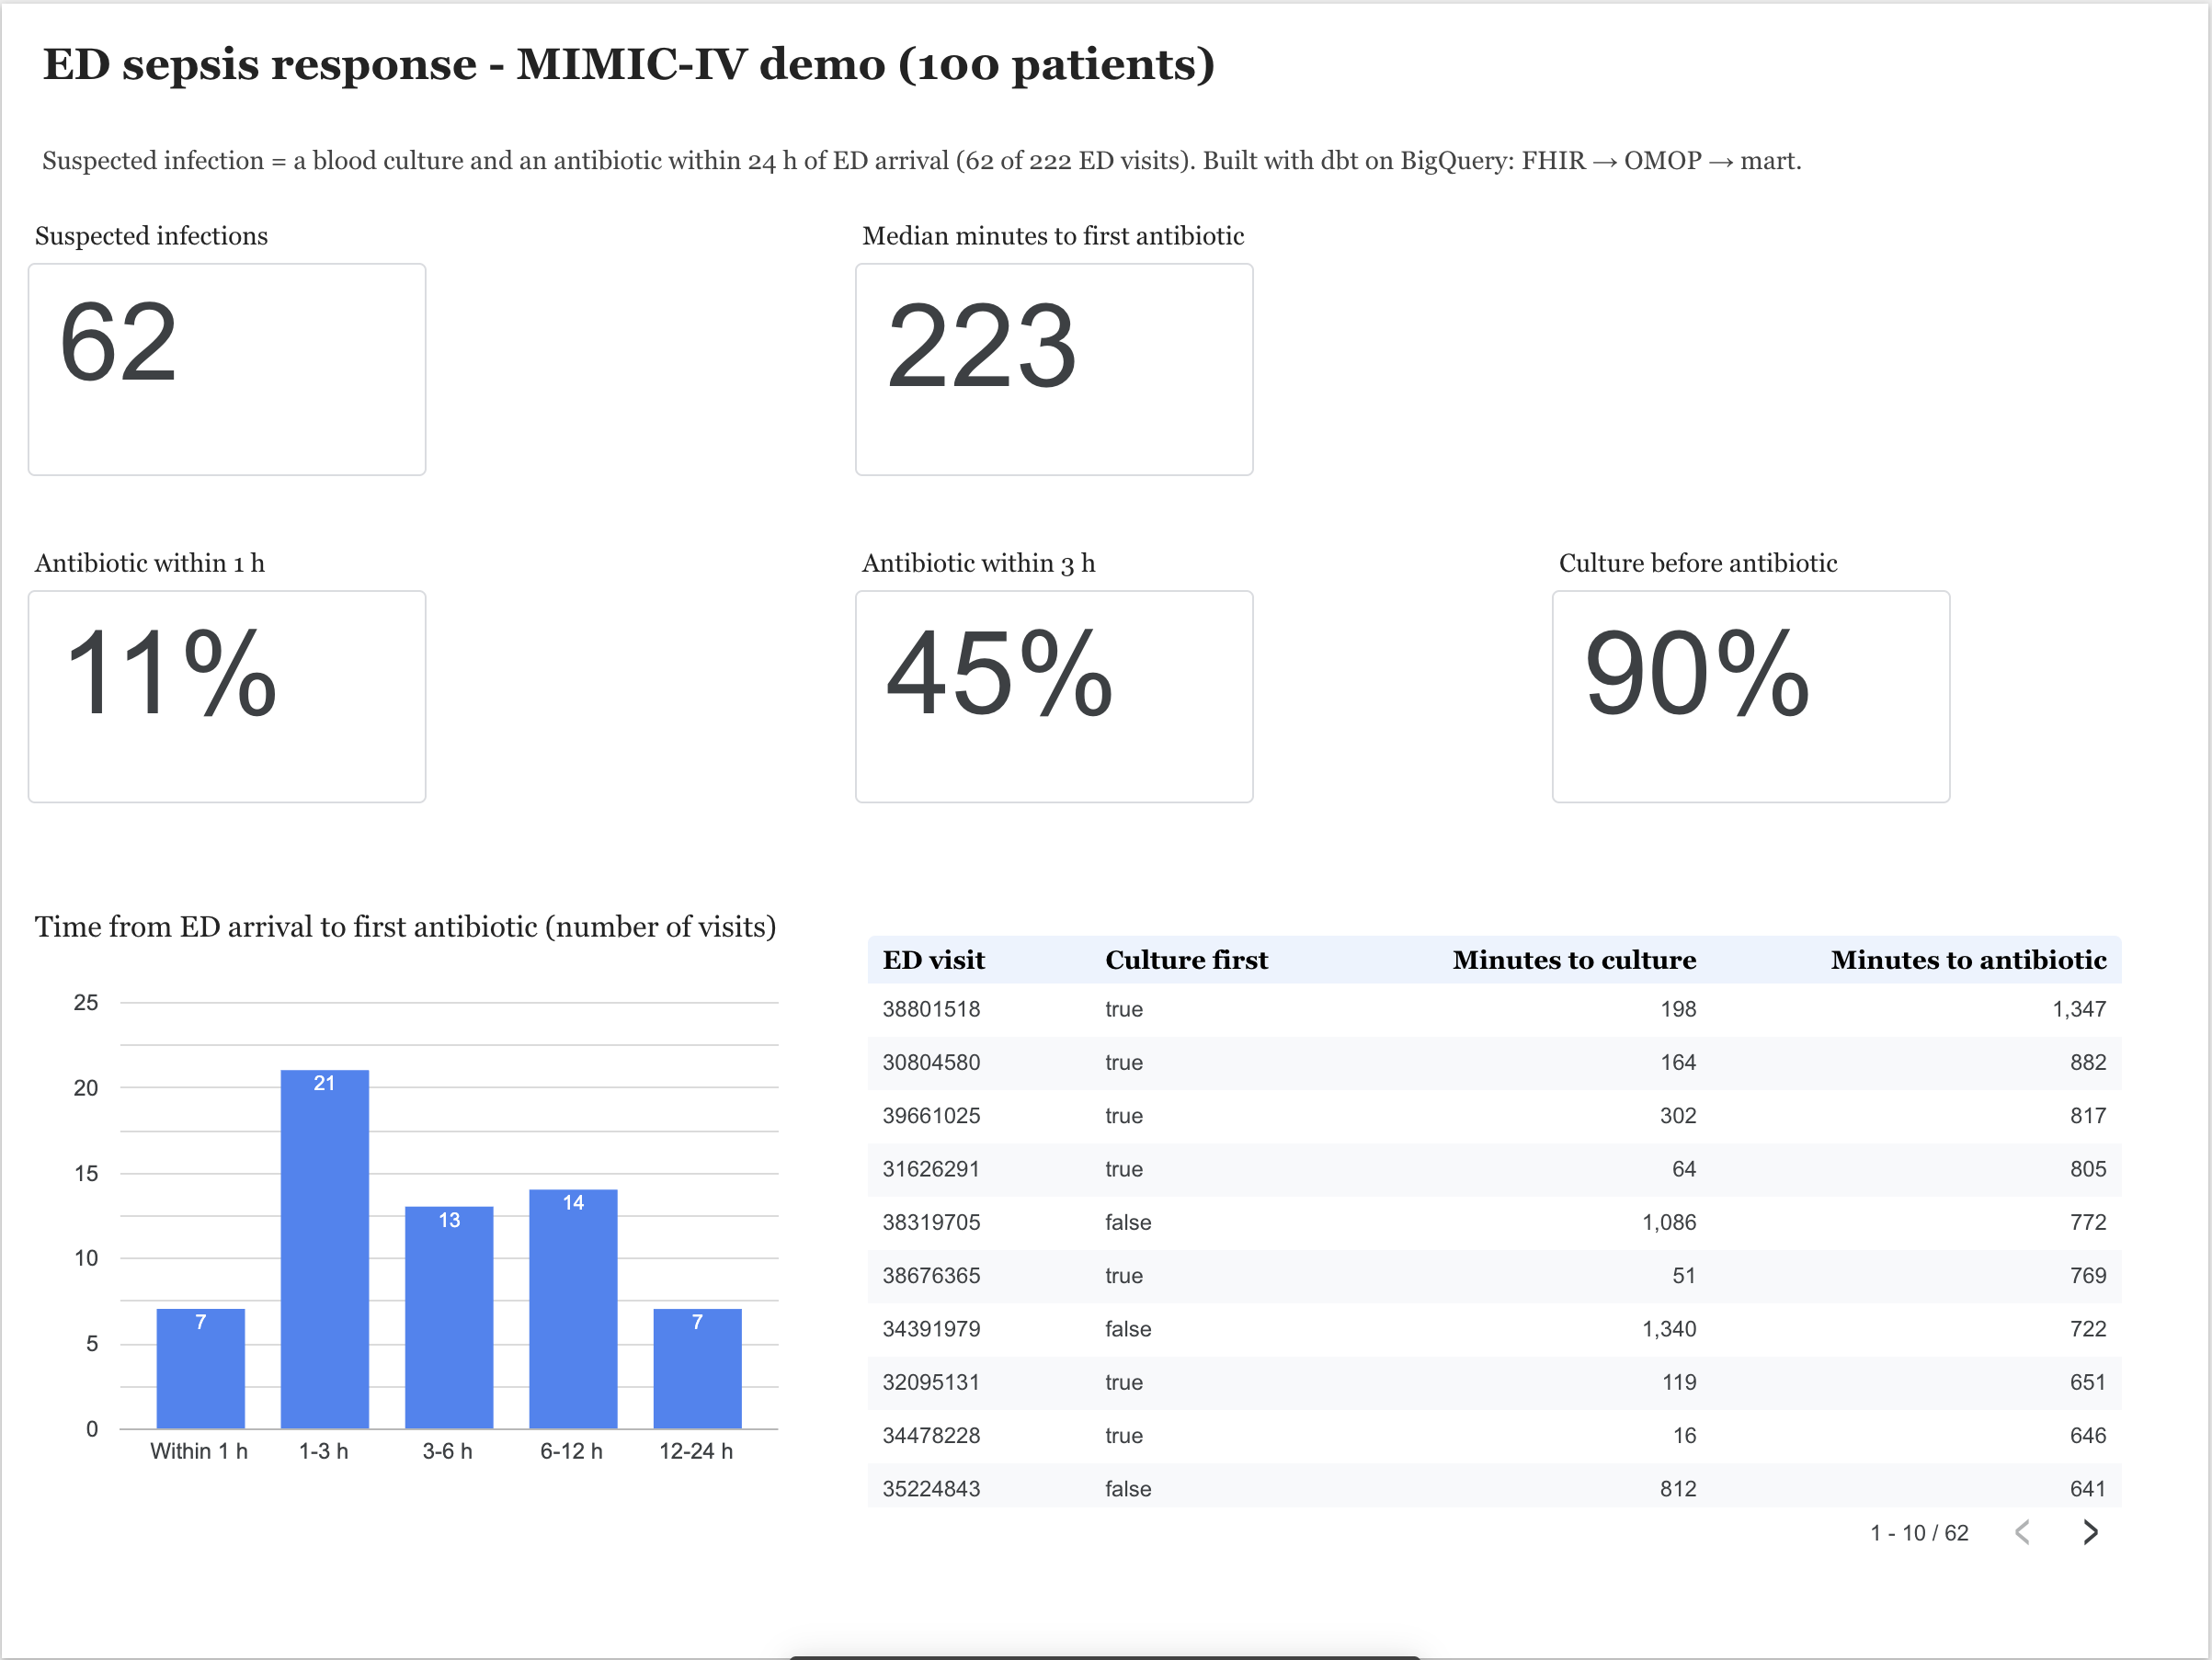 ED sepsis response - MIMIC-IV demo (100 patients)
Suspected infection = a blood culture and an antibiotic within 24 h of ED arrival (62 of 222 ED visits). Built with dbt on BigQuery: FHIR → OMOP → mart.
Suspected infections
62
Median minutes to first antibiotic
223
Antibiotic within 1 h
11%
Antibiotic within 3 h
45%
Culture before antibiotic
90%
Time from ED arrival to first antibiotic (number of visits)
25
20
15
10
5
0
7
21
13
14
7
Within 1 h 1-3 h 3-6 h 6-12 h 12-24 h
ED visit Culture first Minutes to culture Minutes to antibiotic
38801518 true 198 1,347
30804580 true 164 882
39661025 true 302 817
31626291 true 64 805
38319705 false 1,086 772
38676365 true 51 769
34391979 false 1,340 722
32095131 true 119 651
34478228 true 16 646
35224843 false 812 641
1 - 10 / 62 < >